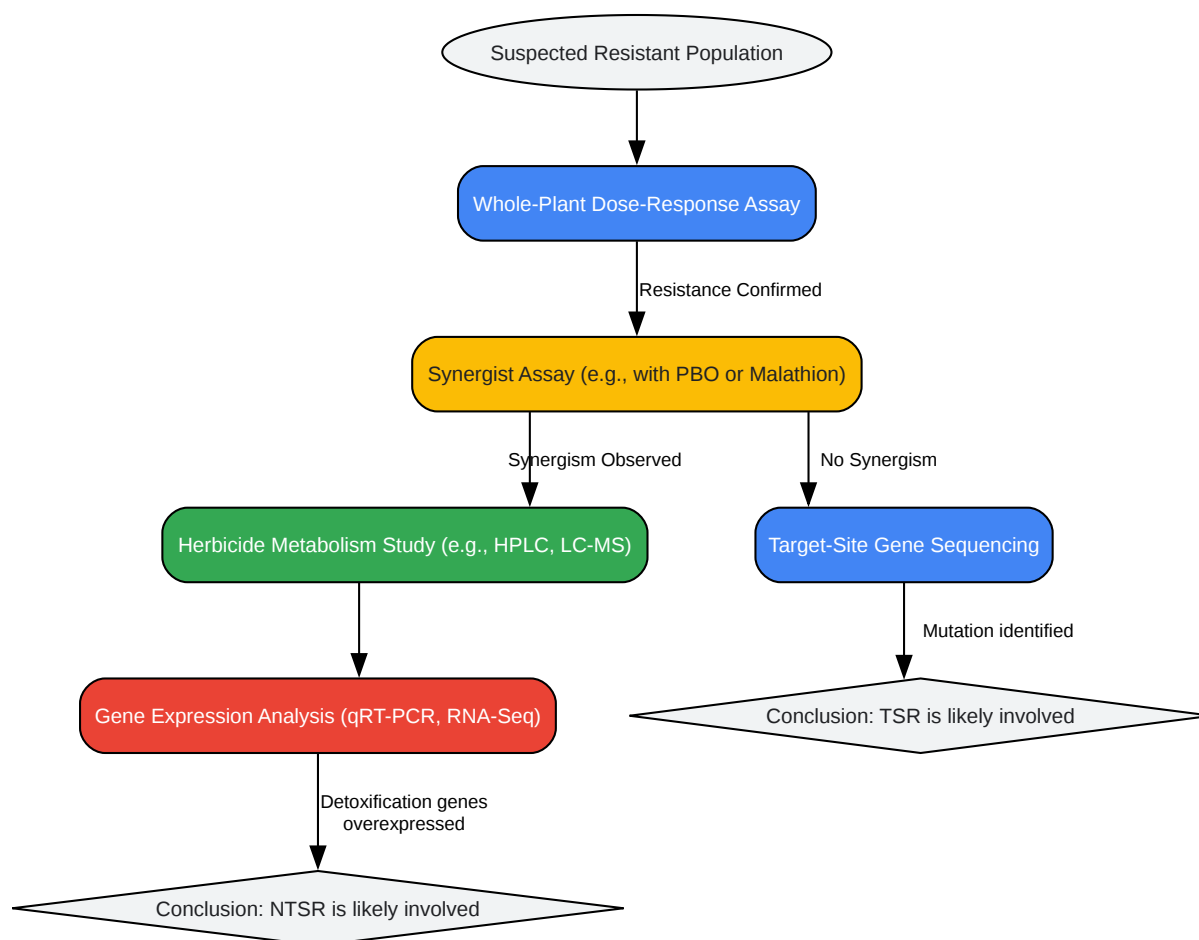 Suspected Resistant Population
Whole-Plant Dose-Response Assay
Resistance Confirmed
Synergist Assay (e.g., with PBO or Malathion)
Synergism Observed
No Synergism
Herbicide Metabolism Study (e.g., HPLC, LC-MS)
Target-Site Gene Sequencing
Mutation identified
Gene Expression Analysis (qRT-PCR, RNA-Seq)
Conclusion: TSR is likely involved
Detoxification genes
overexpressed
Conclusion: NTSR is likely involved